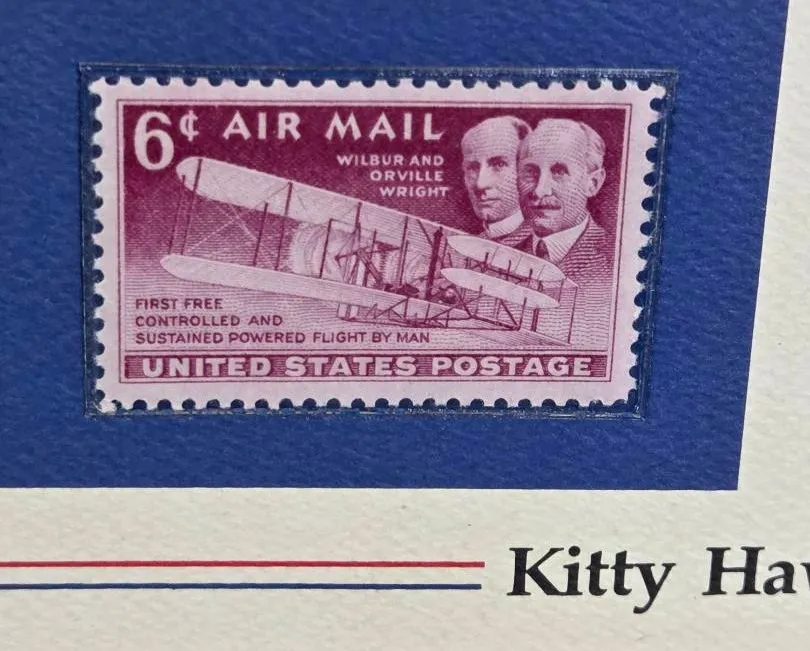 6¢ AIR MAIL
WILBUR AND
ORVILLE
WRIGHT
FIRST FREE
CONTROLLED AND
SUSTAINED POWERED FLIGHT BY MAN
UNITED STATES POSTAGE
Kitty